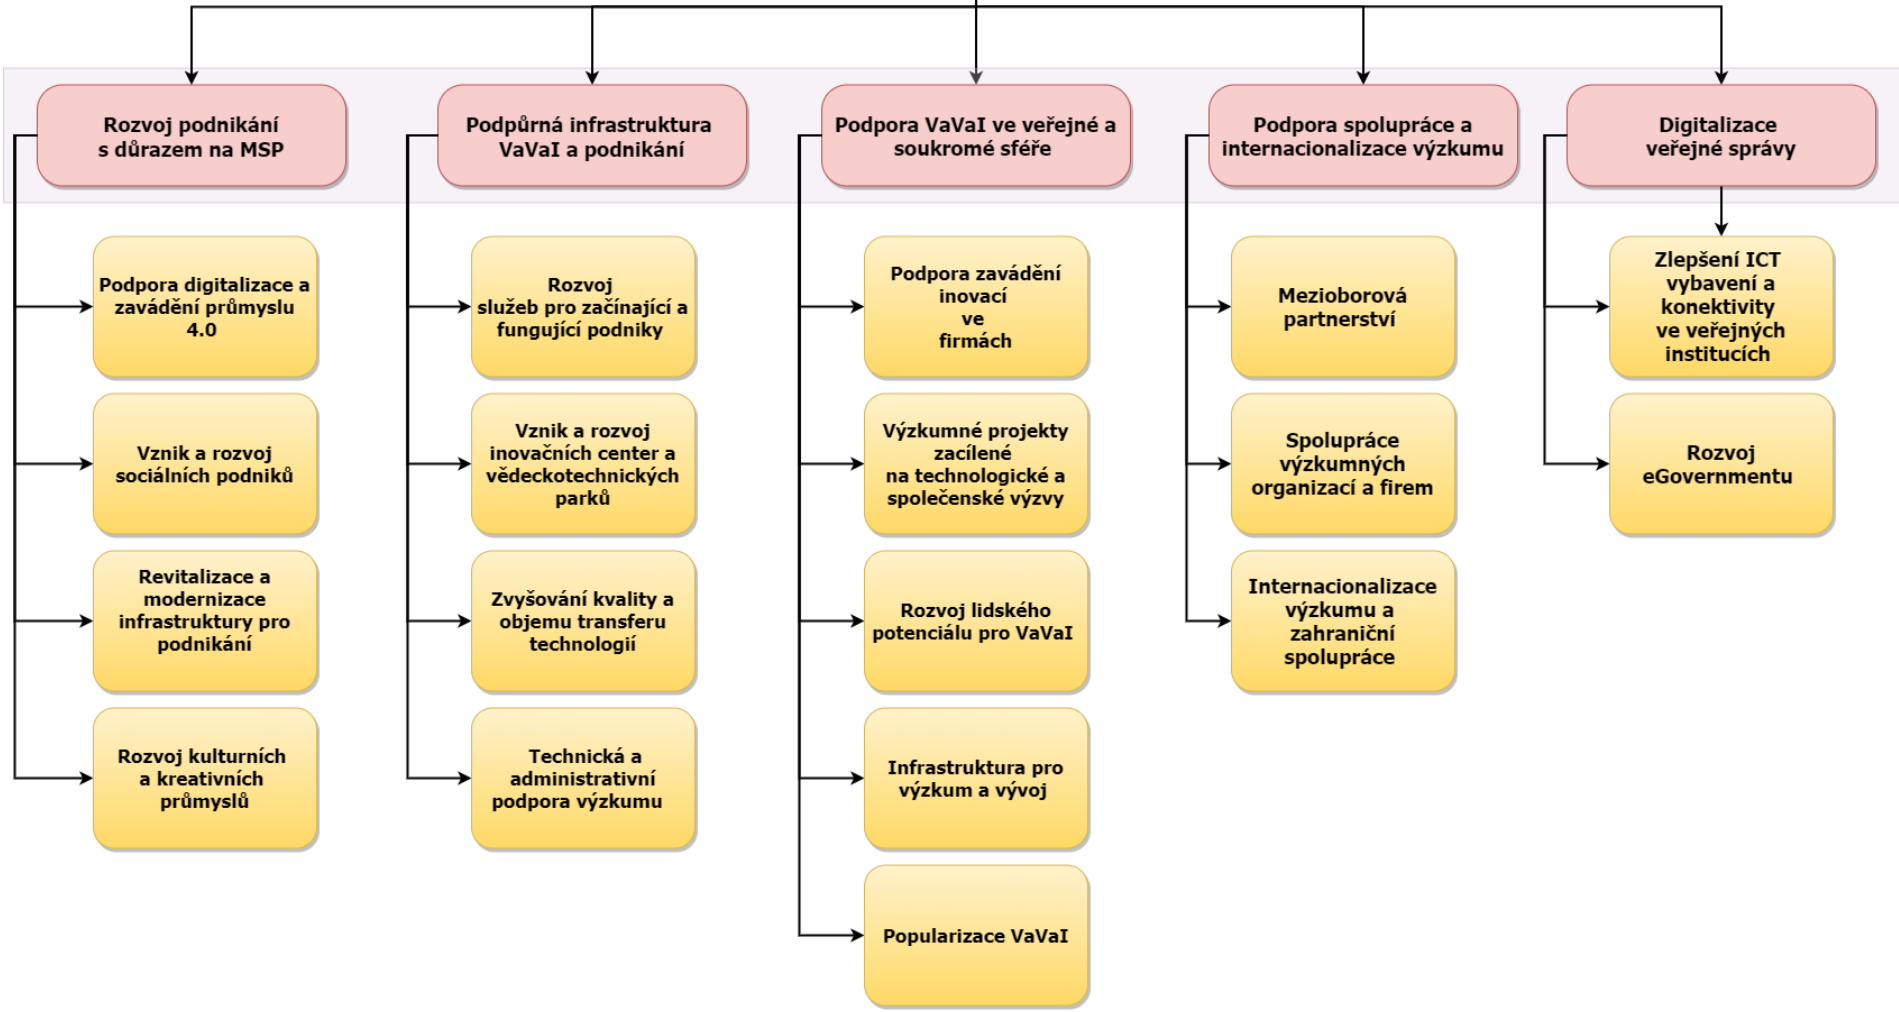 Rozvoj podnikání
s důrazem na MSP
Podpůrná infrastruktura
VaVaI a podnikání
Podpora VaVaI ve veřejné a
soukromé sféře
Podpora spolupráce a
internacionalizace výzkumu
Digitalizace
veřejné správy
Podpora digitalizace a
zavádění průmyslu
4.0
Vznik a rozvoj
sociálních podniků
Revitalizace a
modernizace
infrastruktury pro
podnikání
Rozvoj kulturních
a kreativních
průmyslů
Rozvoj
služeb pro začínající a
fungující podniky
Vznik a rozvoj
inovačních center a
vědeckotechnických
parků
Zvyšování kvality a
objemu transferu
technologií
Technická a
administrativní
podpora výzkumu
Podpora zavádění
inovací
ve
firmách
Výzkumné projekty
zacílené
na technologické a
společenské výzvy
Rozvoj lidského
potenciálu pro VaVaI
Infrastruktura pro
výzkum a vývoj
Popularizace VaVaI
Mezioborová
partnerství
Spolupráce
výzkumných
organizací a firem
Internacionalizace
výzkumu a
zahraniční
spolupráce
Zlepšení ICT
vybavení a
konektivity
ve veřejných
institucích
Rozvoj
eGovernmentu